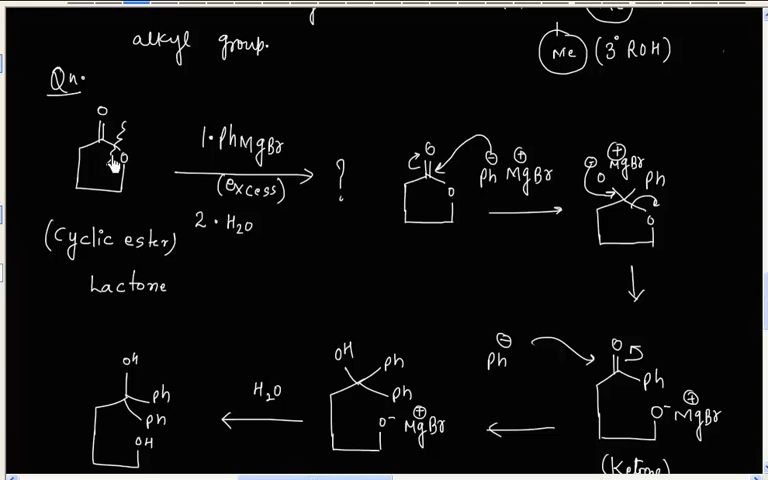 alkyl group.
Me (3° ROH)
Qn.
O
O
1. PhMgBr
(excess)
2. H2O
?
(Cyclic ester)
Lactone
O
O
Ph⊖ ⊕MgBr
⊕MgBr
⊖O
Ph
O
O
Ph
O⁻ ⊕MgBr
(Ketone)
Ph⊖
OH
Ph
Ph
O⁻ ⊕MgBr
H2O
OH
Ph
Ph
OH